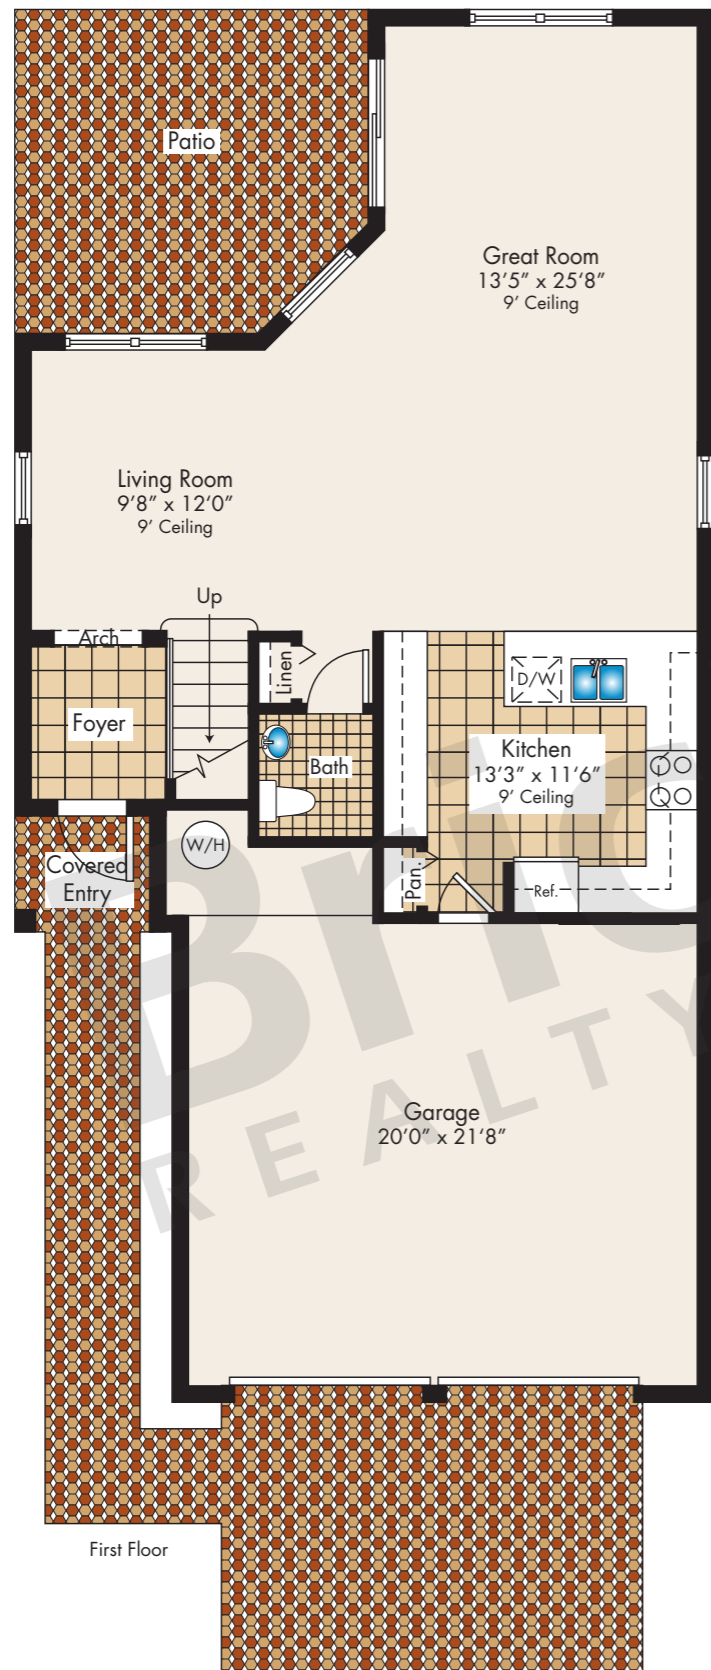 Patio
Great Room
13'5" x 25'8"
9' Ceiling
Living Room
9'8" x 12'0"
9' Ceiling
Up
Arch
Linen
D/W
Foyer
Bath
Kitchen
13'3" x 11'6"
9' Ceiling
W/H
Covered
Entry
Pan.
Ref.
Garage
20'0" x 21'8"
REALTY
First Floor